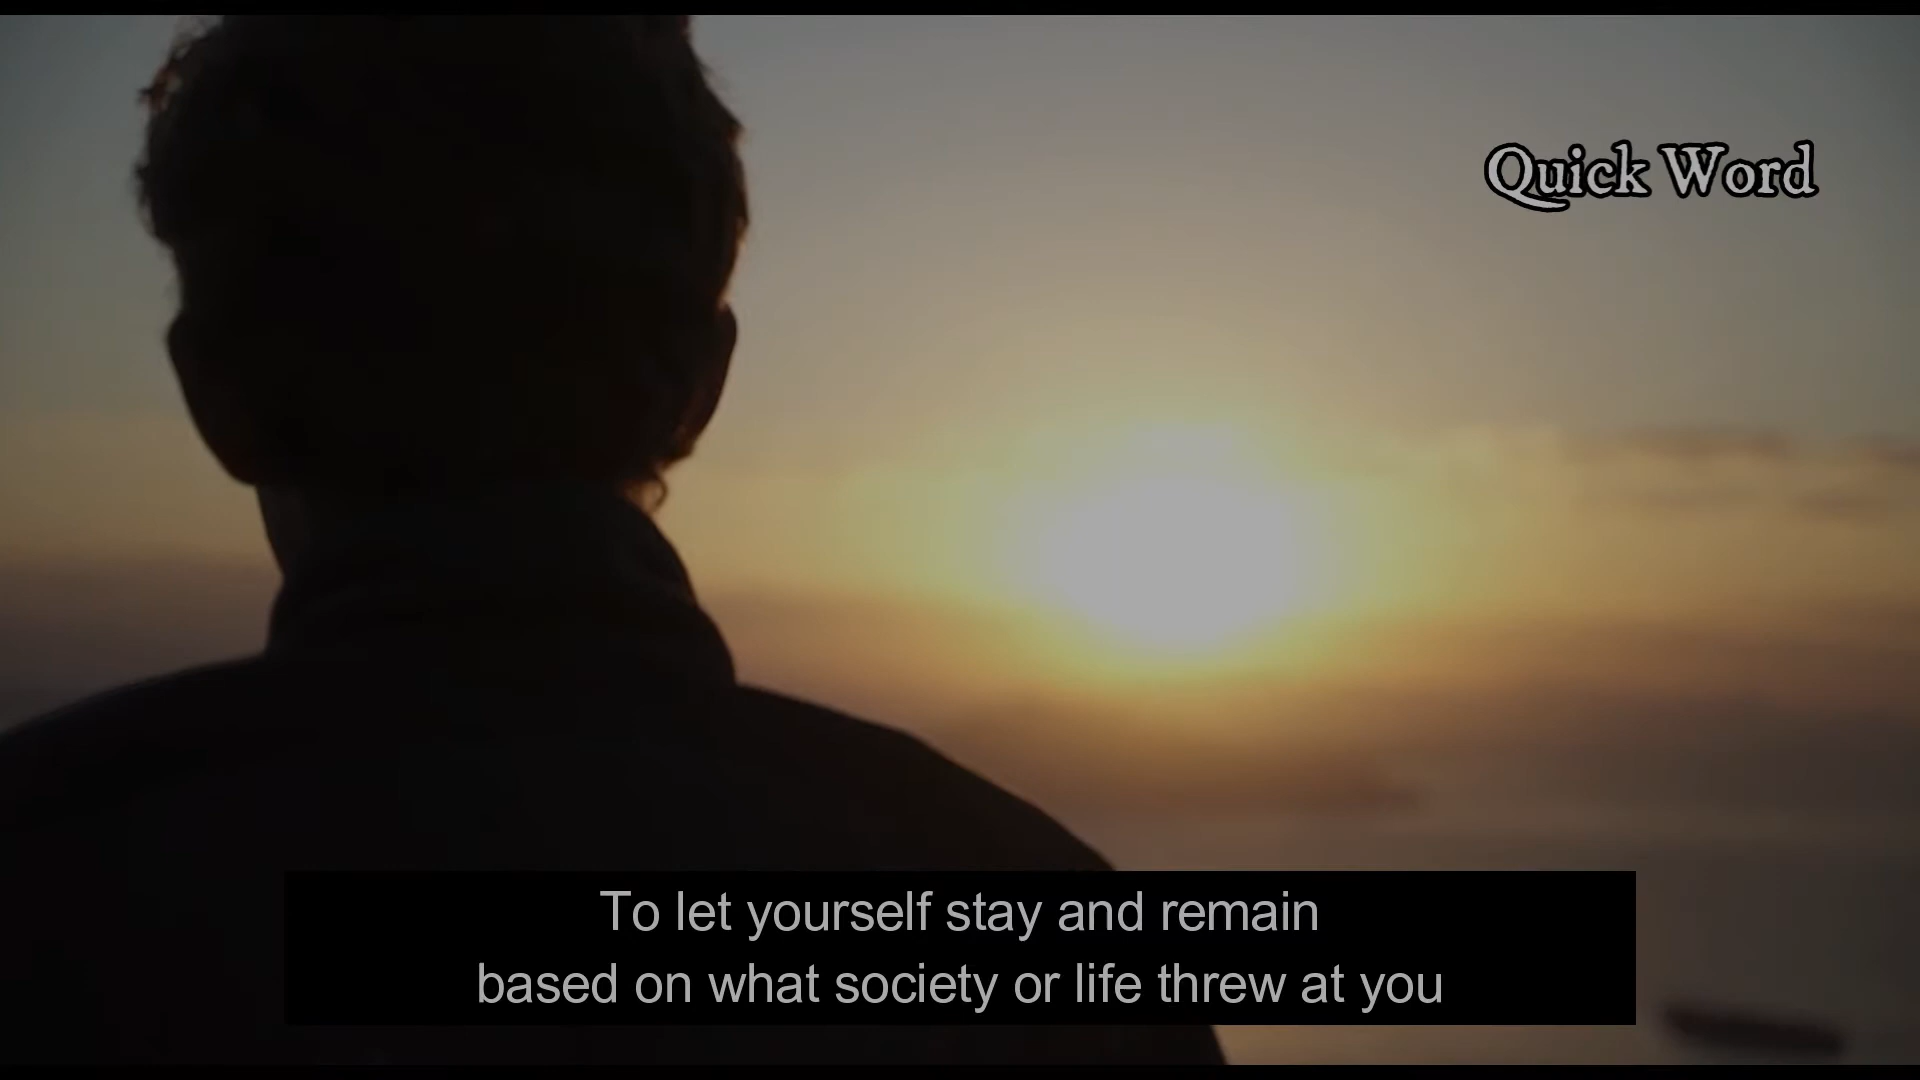 Quick Word
To let yourself stay and remain
based on what society or life threw at you